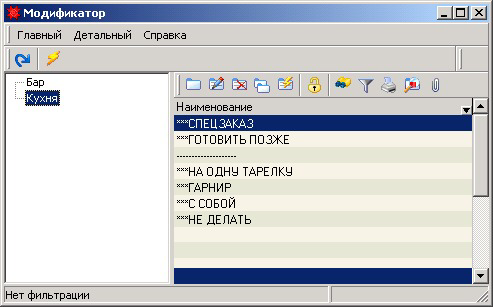 Модификатор
Главный Детальный Справка
Бар
Кухня
Наименование
***СПЕЦЗАКАЗ
***ГОТОВИТЬ ПОЗЖЕ
-------------------
***НА ОДНУ ТАРЕЛКУ
***ГАРНИР
***С СОБОЙ
***НЕ ДЕЛАТЬ
Нет фильтрации